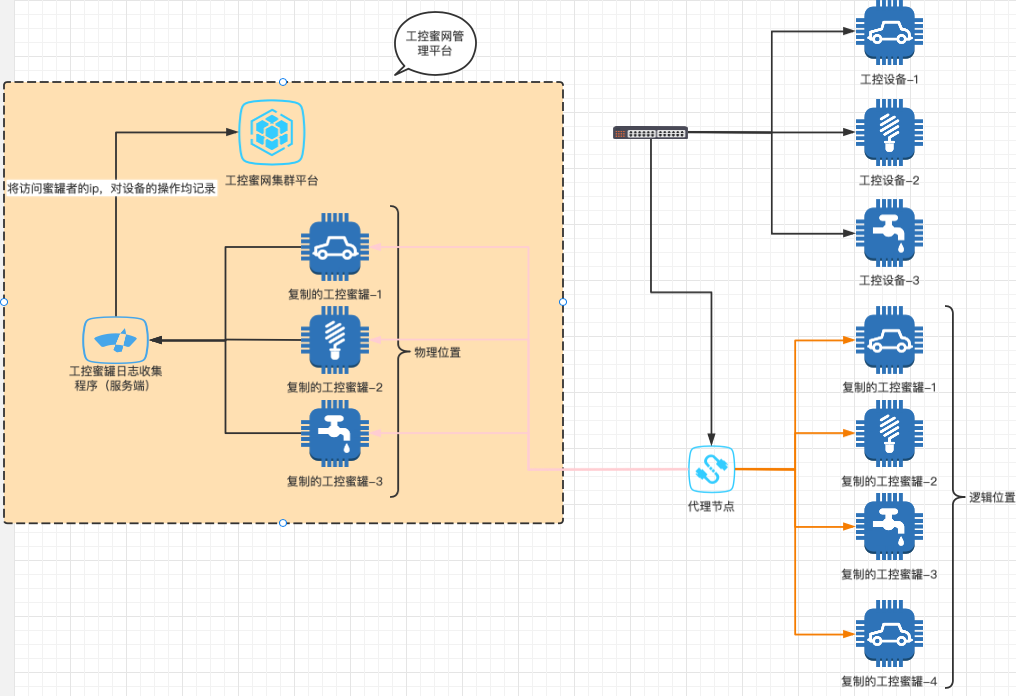 工控蜜网管
理平台
工控设备-1
工控设备-2
工控设备-3
工控蜜网集群平台
将访问蜜罐者的ip，对设备的操作均记录
复制的工控蜜罐-1
复制的工控蜜罐-2
复制的工控蜜罐-3
物理位置
工控蜜罐日志收集
程序（服务端）
代理节点
复制的工控蜜罐-1
复制的工控蜜罐-2
复制的工控蜜罐-3
复制的工控蜜罐-4
逻辑位置